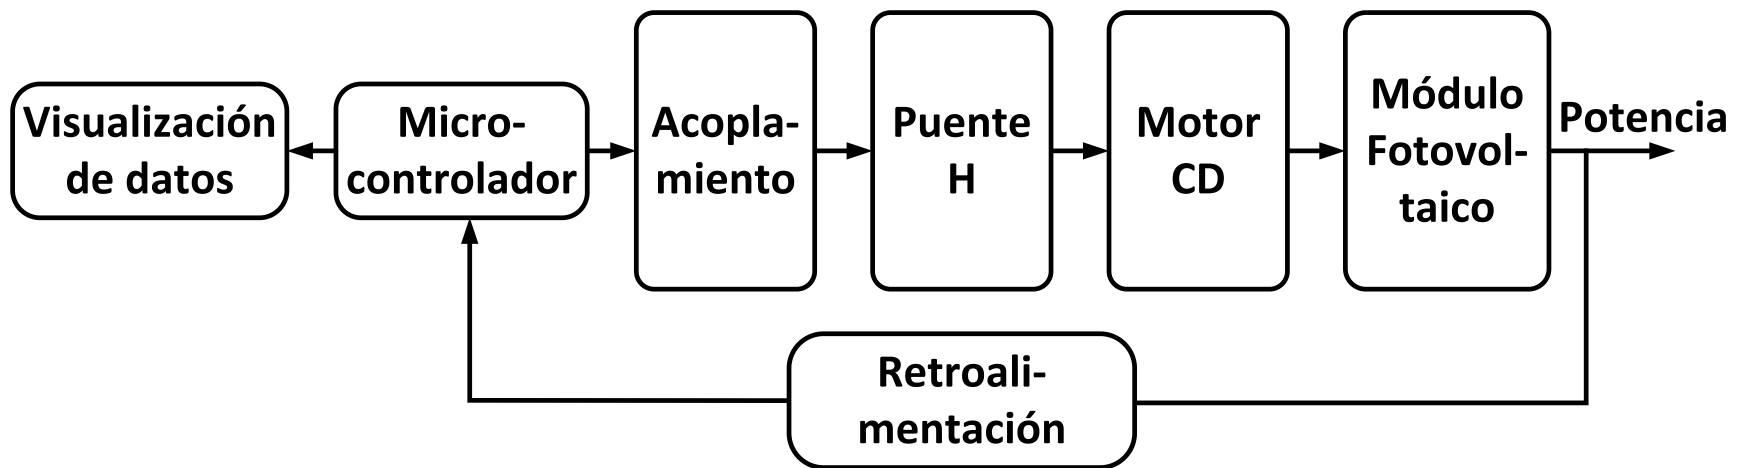 Visualización
de datos
Micro-
controlador
Acopla-
miento
Puente
H
Motor
CD
Módulo
Fotovol-
taico
Potencia
Retroali-
mentación